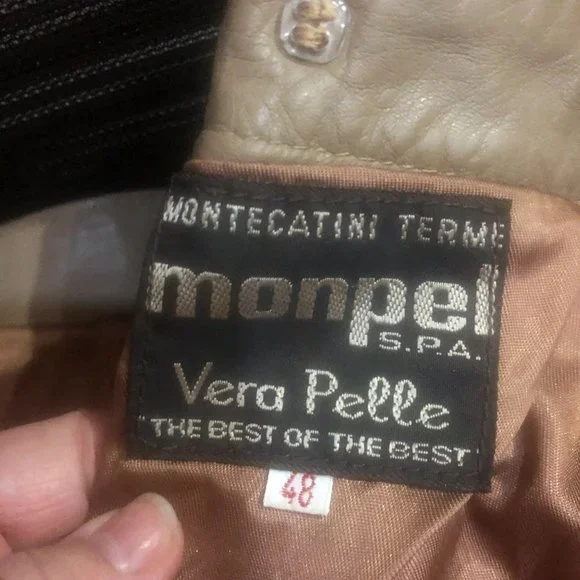 MONTECATINI TERME
monpel
S.P.A.
Vera Pelle
"THE BEST OF THE BEST"
48